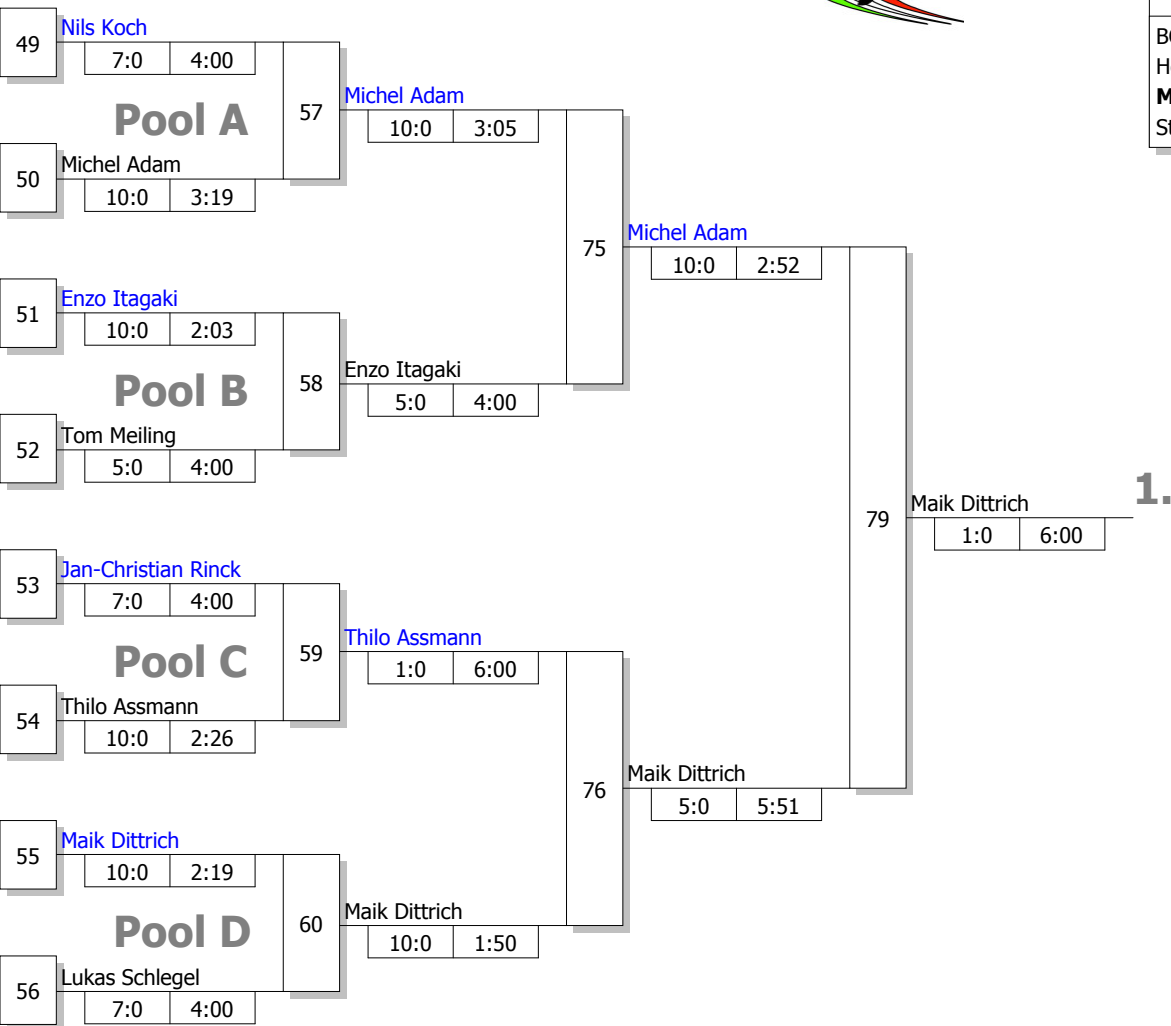 49
Nils Koch
7:0 4:00
Pool A
57
Michel Adam
10:0 3:05
50
Michel Adam
10:0 3:19
75
Michel Adam
10:0 2:52
51
Enzo Itagaki
10:0 2:03
Pool B
58
Enzo Itagaki
5:0 4:00
52
Tom Meiling
5:0 4:00
79
Maik Dittrich
1:0 6:00
1.
53
Jan-Christian Rinck
7:0 4:00
Pool C
59
Thilo Assmann
1:0 6:00
54
Thilo Assmann
10:0 2:26
76
Maik Dittrich
5:0 5:51
55
Maik Dittrich
10:0 2:19
Pool D
60
Maik Dittrich
10:0 1:50
56
Lukas Schlegel
7:0 4:00